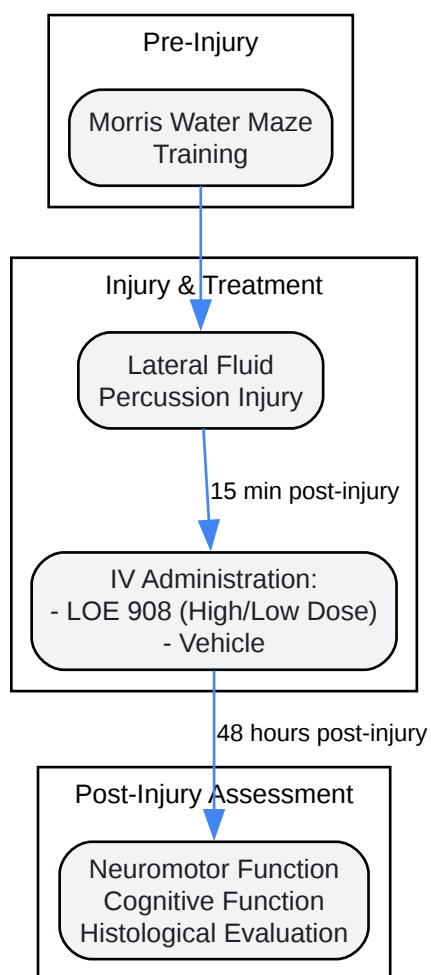 Pre-Injury
Morris Water Maze
Training
Injury & Treatment
Lateral Fluid
Percussion Injury
15 min post-injury
IV Administration:
- LOE 908 (High/Low Dose)
- Vehicle
48 hours post-injury
Post-Injury Assessment
Neuromotor Function
Cognitive Function
Histological Evaluation